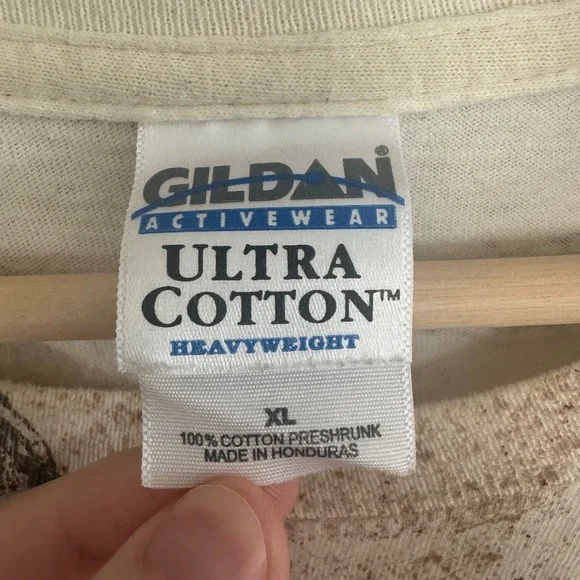 GILDAN®
ACTIVEWEAR
ULTRA
COTTON™
HEAVYWEIGHT
XL
100% COTTON PRESHRUNK
MADE IN HONDURAS